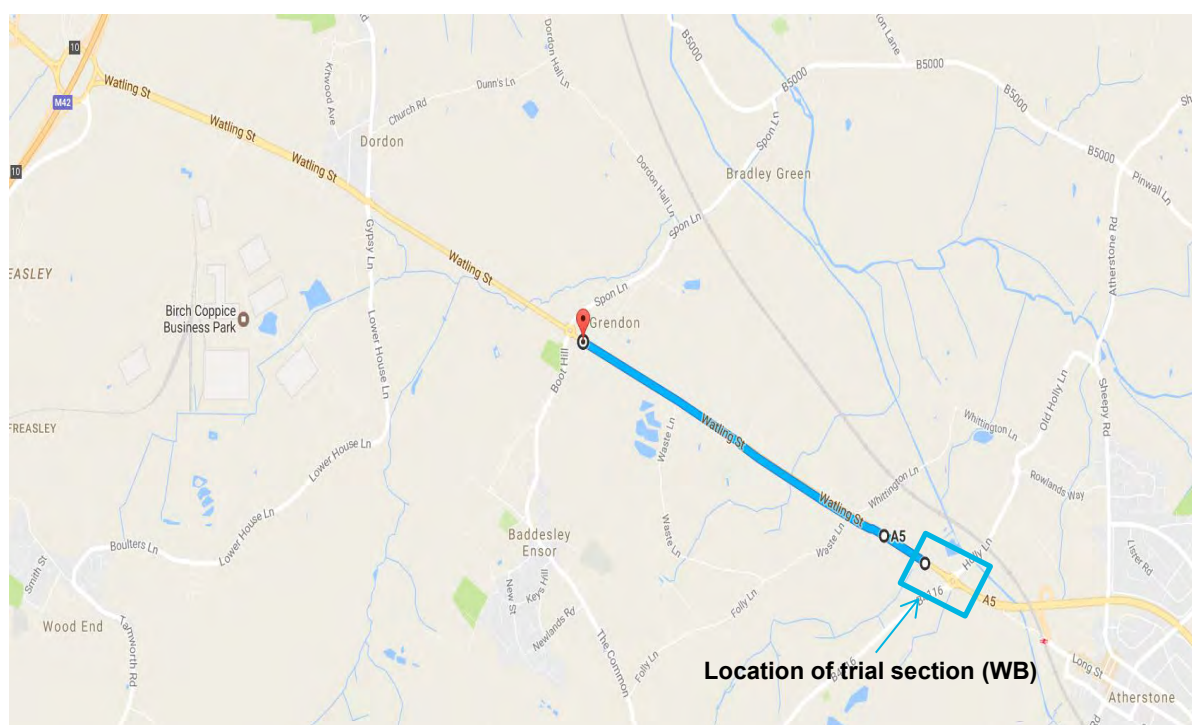 10
M42
10
Watling St
Watling St
Watling St
Watling St
Watling St
Watling St
Kitwood Ave
Church Rd
Dunn's Ln
Dordon
Dordon Hall Ln
Dordon Hall Ln
B5000
B5000
B5000
B5000
B5000
Spon Ln
Spon Ln
Spon Ln
Bradley Green
Pinwall Ln
Atherstone Rd
Gypsy Ln
EASLEY
Birch Coppice
Business Park
Lower House Ln
Lower House Ln
Lower House Ln
Grendon
Boot Hill
FREASLEY
Waste Ln
Waste Ln
Waste Ln
Whittington Ln
Whittington Ln
Old Holly Ln
Sheepy Rd
Rowlands Way
Lister Rd
Holly Ln
A5
A5
Boulters Ln
Smith St
Wood End
Tamworth Rd
Baddesley
Ensor
New St
Keys Hill
Newlands Rd
The Common
Folly Ln
Folly Ln
Long St
Atherstone
Location of trial section (WB)